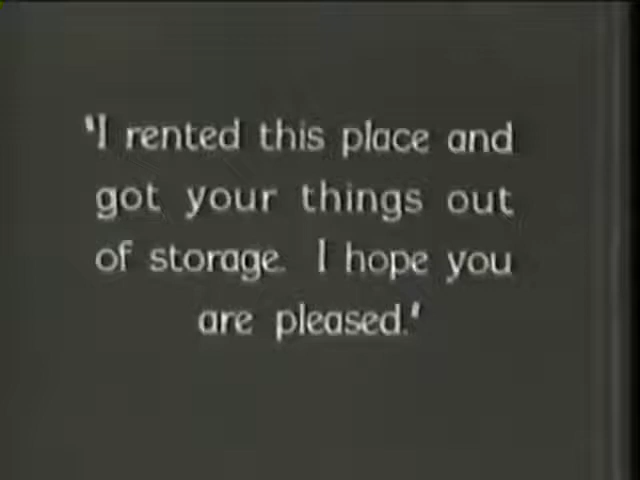 "I rented this place and
got your things out
of storage. I hope you
are pleased."